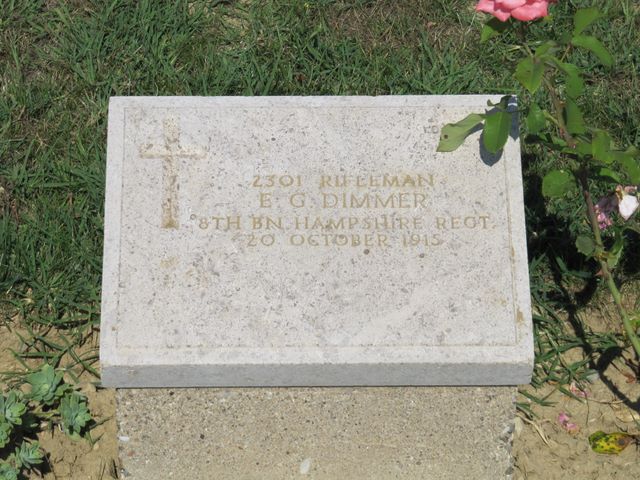 2301 RIFLEMAN
E. G. DIMMER
8TH BN. HAMPSHIRE REGT.
20 OCTOBER 1915